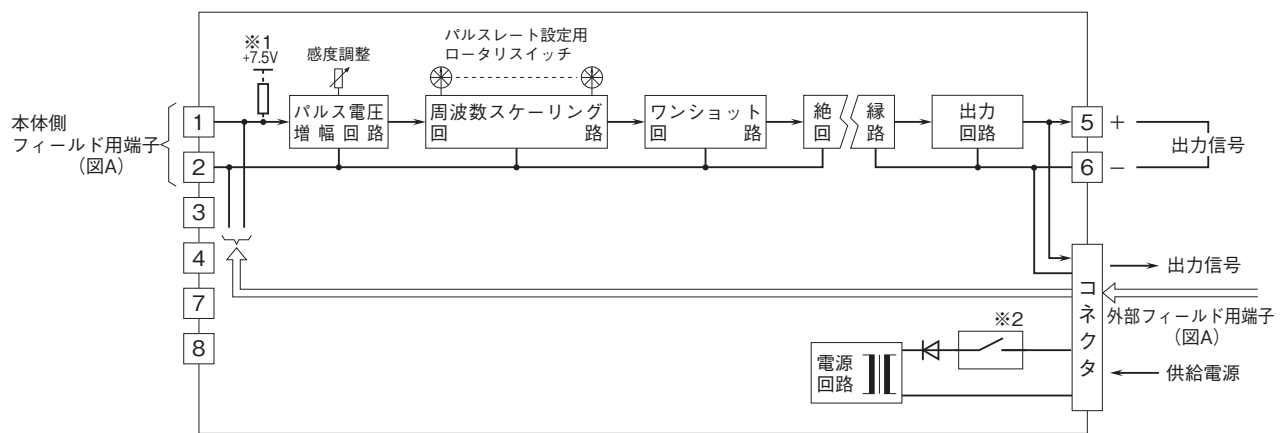 ※1
+7.5V
感度調整
パルスレート設定用
ロータリスイッチ
本体側
フィールド用端子
（図A）
1
2
3
4
7
8
パルス電圧
増幅回路
周波数スケーリング
回路
ワンショット
回路
絶縁
回路
出力
回路
5 +
6 −
出力信号
コネクタ
出力信号
外部フィールド用端子
（図A）
供給電源
※2
電源
回路